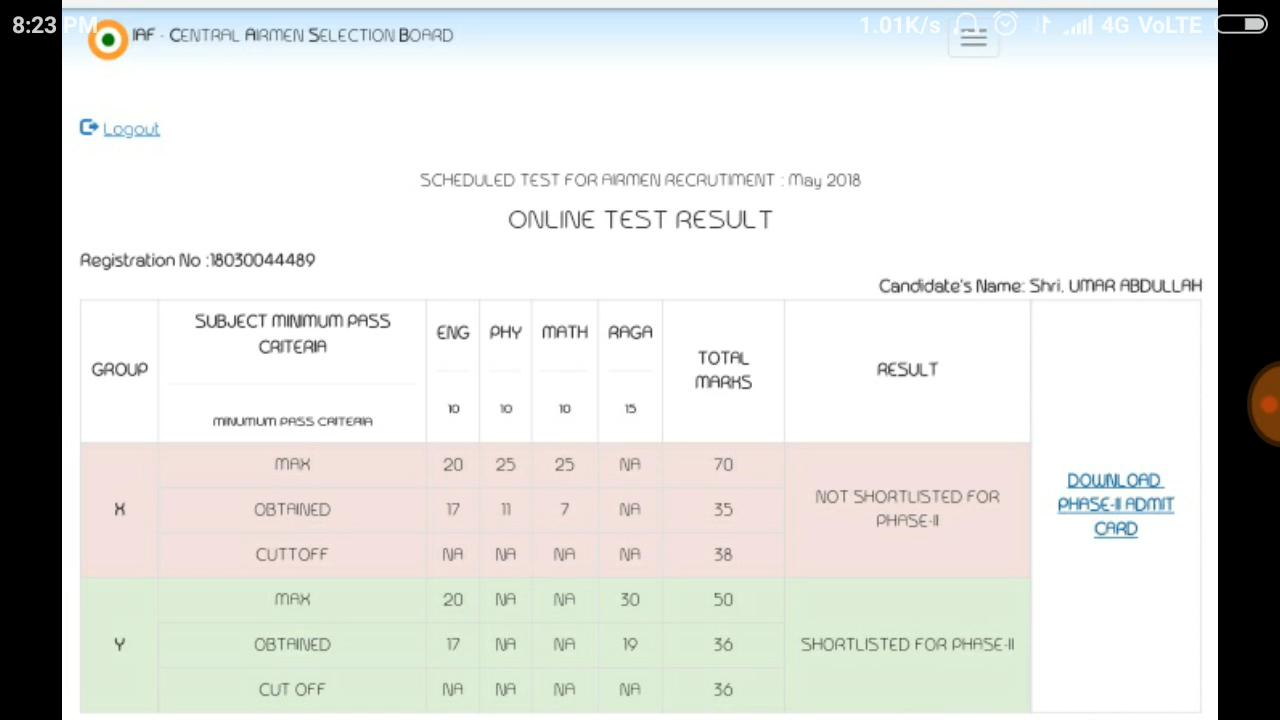 8:23 PM 1.01K/s 4G VoLTE
IAF - CENTRAL AIRMEN SELECTION BOARD
Logout
SCHEDULED TEST FOR AIRMEN RECRUTIMENT : May 2018
ONLINE TEST RESULT
Registration No :18030044489
Candidate's Name: Shri. UMAR ABDULLAH
GROUP
SUBJECT MINIMUM PASS
CRITERIA
MINUMUM PASS CRITERIA
ENG PHY MATH RAGA
10 10 10 15
TOTAL
MARKS
RESULT
X
MAX 20 25 25 NA 70
OBTAINED 17 11 7 NA 35
CUTTOFF NA NA NA NA 38
NOT SHORTLISTED FOR
PHASE-II
Y
MAX 20 NA NA 30 50
OBTAINED 17 NA NA 19 36
CUT OFF NA NA NA NA 36
SHORTLISTED FOR PHASE-II
DOWNLOAD
PHASE-II ADMIT
CARD